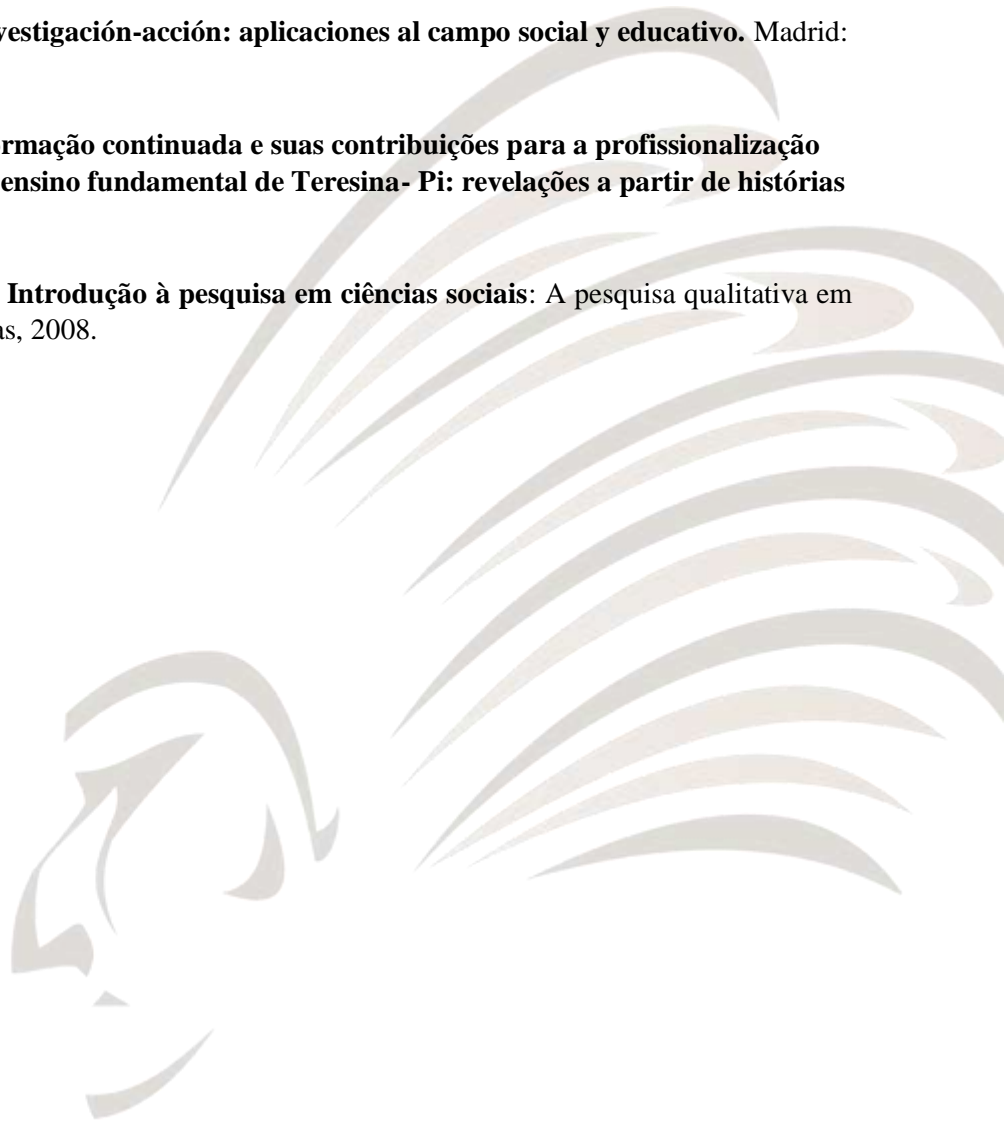 vestigación-acción: aplicaciones al campo social y educativo. Madrid:
rmação continuada e suas contribuições para a profissionalização
ensino fundamental de Teresina- Pi: revelações a partir de histórias
Introdução à pesquisa em ciências sociais: A pesquisa qualitativa em
as, 2008.